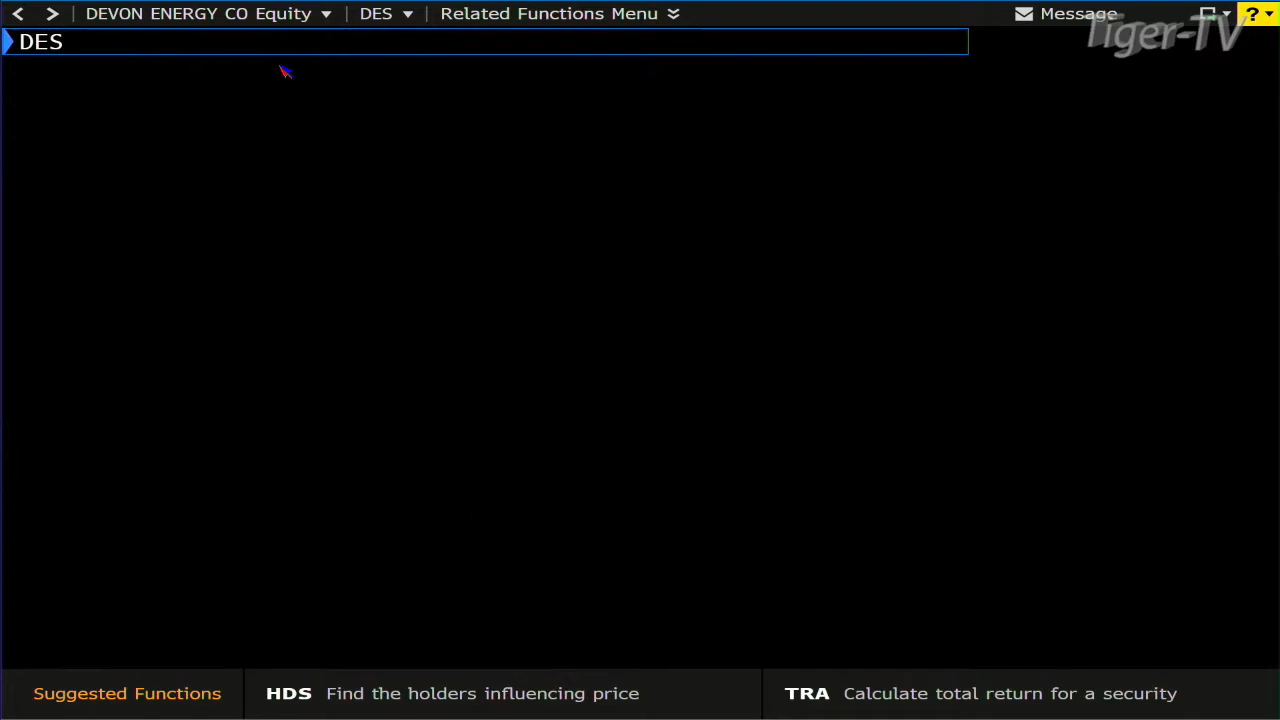 DEVON ENERGY CO Equity DES Related Functions Menu Message ?
Tiger-TV
DES
Suggested Functions HDS Find the holders influencing price TRA Calculate total return for a security